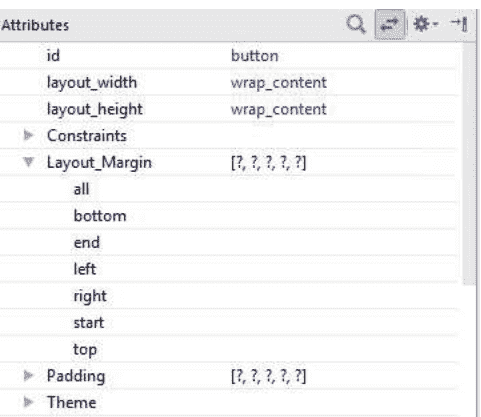 Attributes
id button
layout_width wrap_content
layout_height wrap_content
Constraints
Layout_Margin [?, ?, ?, ?, ?]
all
bottom
end
left
right
start
top
Padding [?, ?, ?, ?, ?]
Theme